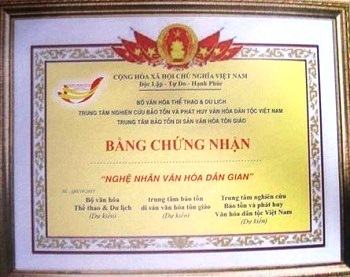 CỘNG HÒA XÃ HỘI CHỦ NGHĨA VIỆT NAM
Độc Lập - Tự Do - Hạnh Phúc
BỘ VĂN HÓA THỂ THAO & DU LỊCH
TRUNG TÂM NGHIÊN CỨU BẢO TỒN VÀ PHÁT HUY VĂN HÓA DÂN TỘC VIỆT NAM
TRUNG TÂM BẢO TỒN DI SẢN VĂN HÓA TÔN GIÁO
BẰNG CHỨNG NHẬN
"NGHỆ NHÂN VĂN HÓA DÂN GIAN"
Bộ văn hóa
Thể thao & Du lịch
(Dự kiến)
trung tâm bảo tồn
di sản văn hóa tôn giáo
(Dự kiến)
Trung tâm nghiên cứu
Bảo tồn và phát huy
Văn hóa dân tộc Việt Nam
(Dự kiến)